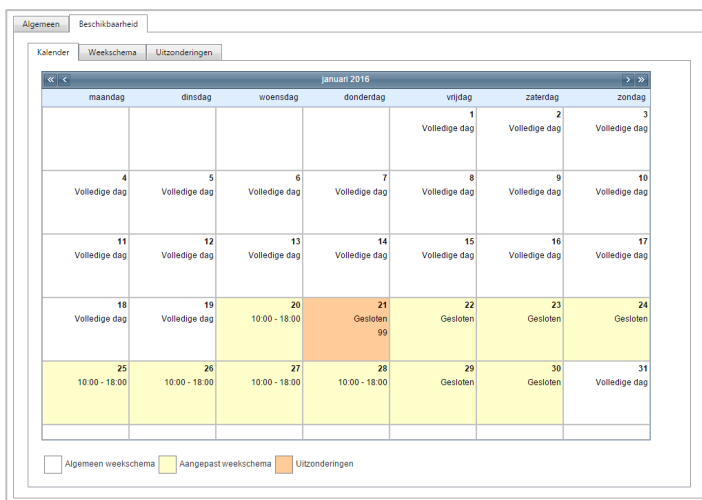 Algemeen Beschikbaarheid
Kalender Weekschema Uitzonderingen
« < januari 2016 > »
maandag dinsdag woensdag donderdag vrijdag zaterdag zondag
1 2 3
Volledige dag Volledige dag Volledige dag
4 5 6 7 8 9 10
Volledige dag Volledige dag Volledige dag Volledige dag Volledige dag Volledige dag Volledige dag
11 12 13 14 15 16 17
Volledige dag Volledige dag Volledige dag Volledige dag Volledige dag Volledige dag Volledige dag
18 19 20 21 22 23 24
Volledige dag Volledige dag 10:00 - 18:00 Gesloten Gesloten Gesloten Gesloten
99
25 26 27 28 29 30 31
10:00 - 18:00 10:00 - 18:00 10:00 - 18:00 10:00 - 18:00 Gesloten Gesloten Volledige dag
Algemeen weekschema Aangepast weekschema Uitzonderingen